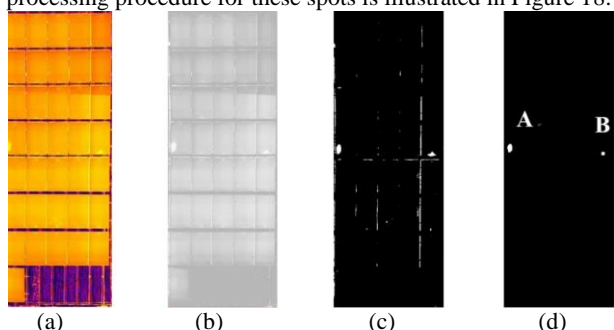 processing procedure for these spots is illustrated in Figure 18.
A B
(a) (b) (c) (d)